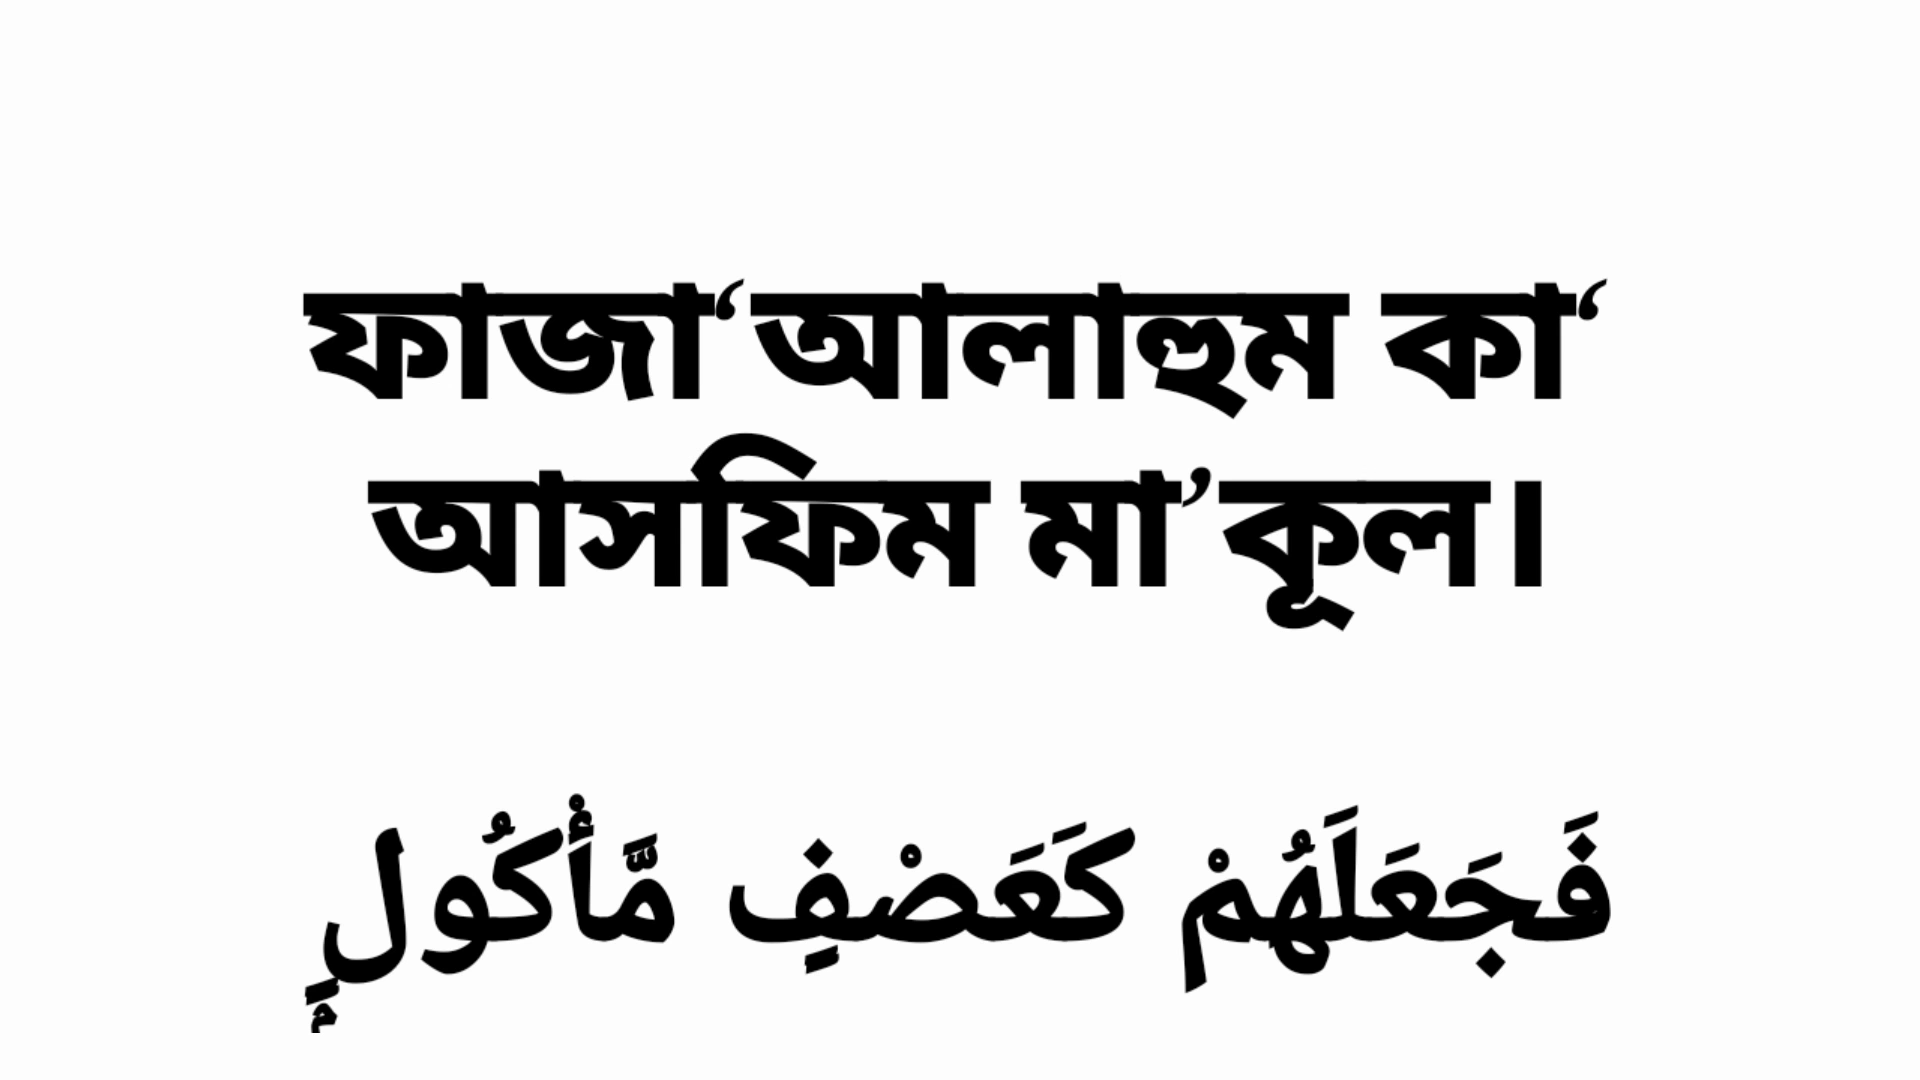 ফাজা‘আলাহুম কা‘
আসফিম মা’কূল।
فَجَعَلَهُمْ كَعَصْفٍ مَّأْكُولٍۭ